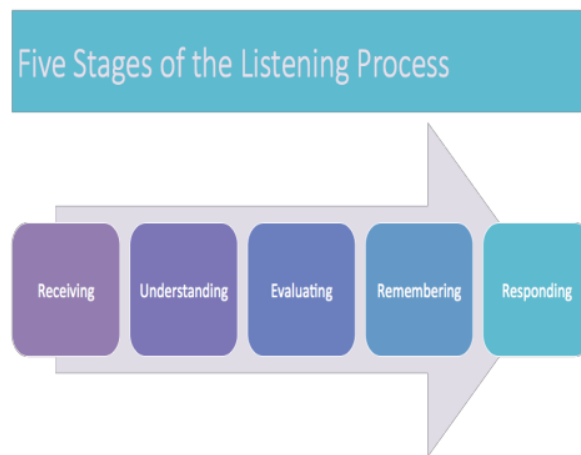 Five Stages of the Listening Process
Receiving
Understanding
Evaluating
Remembering
Responding